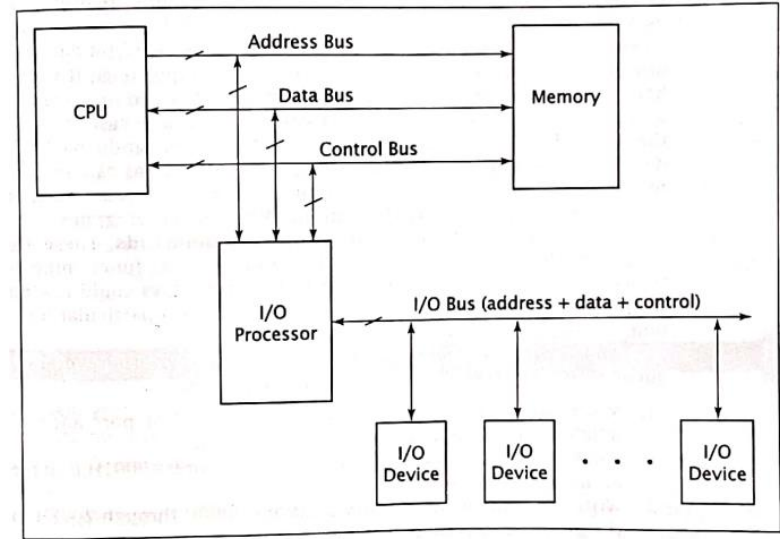 Address Bus
CPU
Data Bus
Memory
Control Bus
I/O
Processor
I/O Bus (address + data + control)
I/O
Device
I/O
Device
. . .
I/O
Device